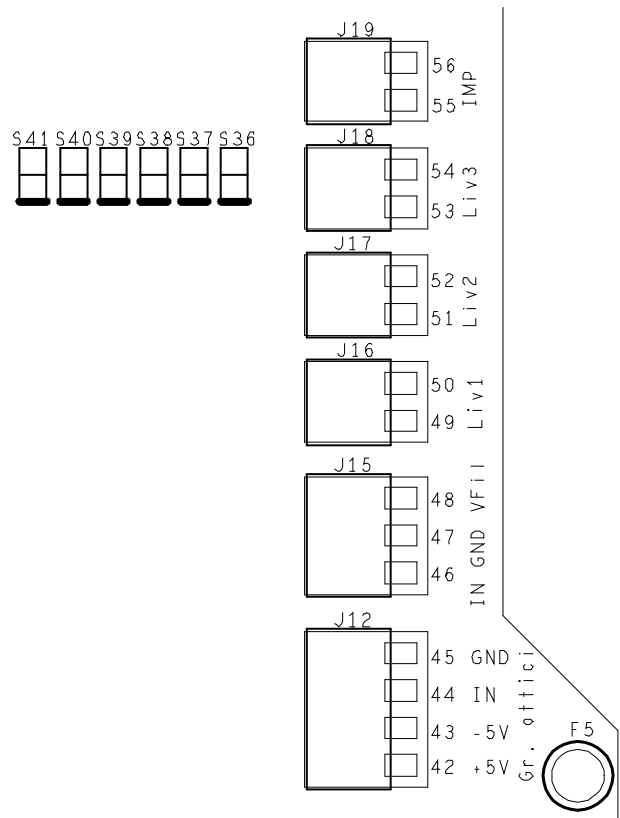 J19
56
55
IMP
S41 S40 S39 S38 S37 S36
J18
54
53
Liv3
J17
52
51
Liv2
J16
50
49
Liv1
J15
48
47
46
IN GND VFil
J12
45 GND
44 IN
43 -5V
42 +5V
Gr. ottici
F5